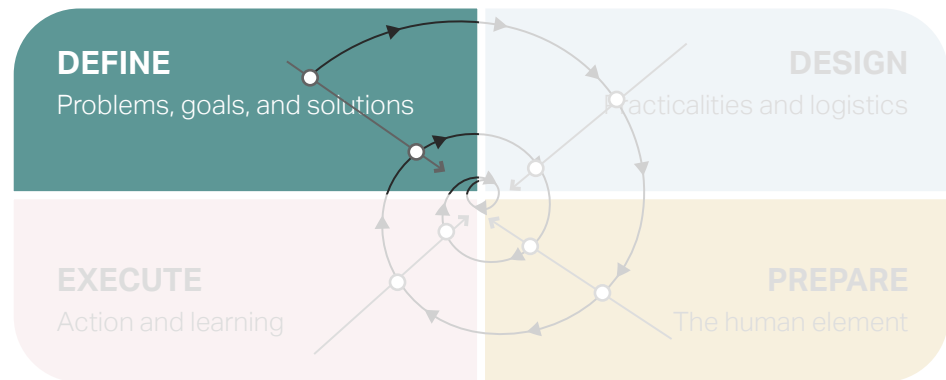 DEFINE
Problems, goals, and solutions
DESIGN
Practicalities and logistics
EXECUTE
Action and learning
PREPARE
The human element